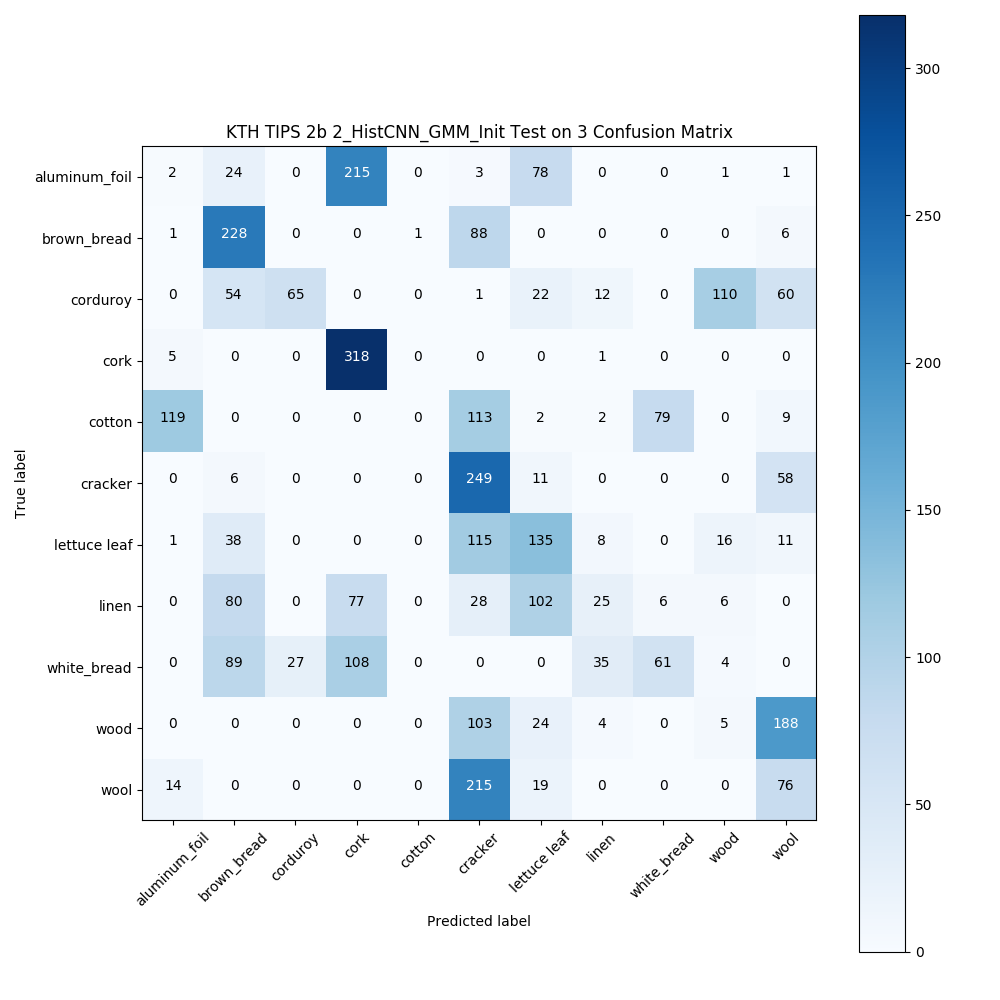 KTH TIPS 2b 2_HistCNN_GMM_Init Test on 3 Confusion Matrix
aluminum_foil 2 24 0 215 0 3 78 0 0 1 1
brown_bread 1 228 0 0 1 88 0 0 0 0 6
corduroy 0 54 65 0 0 1 22 12 0 110 60
cork 5 0 0 318 0 0 0 1 0 0 0
cotton 119 0 0 0 0 113 2 2 79 0 9
cracker 0 6 0 0 0 249 11 0 0 0 58
lettuce leaf 1 38 0 0 0 115 135 8 0 16 11
linen 0 80 0 77 0 28 102 25 6 6 0
white_bread 0 89 27 108 0 0 0 35 61 4 0
wood 0 0 0 0 0 103 24 4 0 5 188
wool 14 0 0 0 0 215 19 0 0 0 76
aluminum_foil brown_bread corduroy cork cotton cracker lettuce leaf linen white_bread wood wool
Predicted label
True label
300
250
200
150
100
50
0